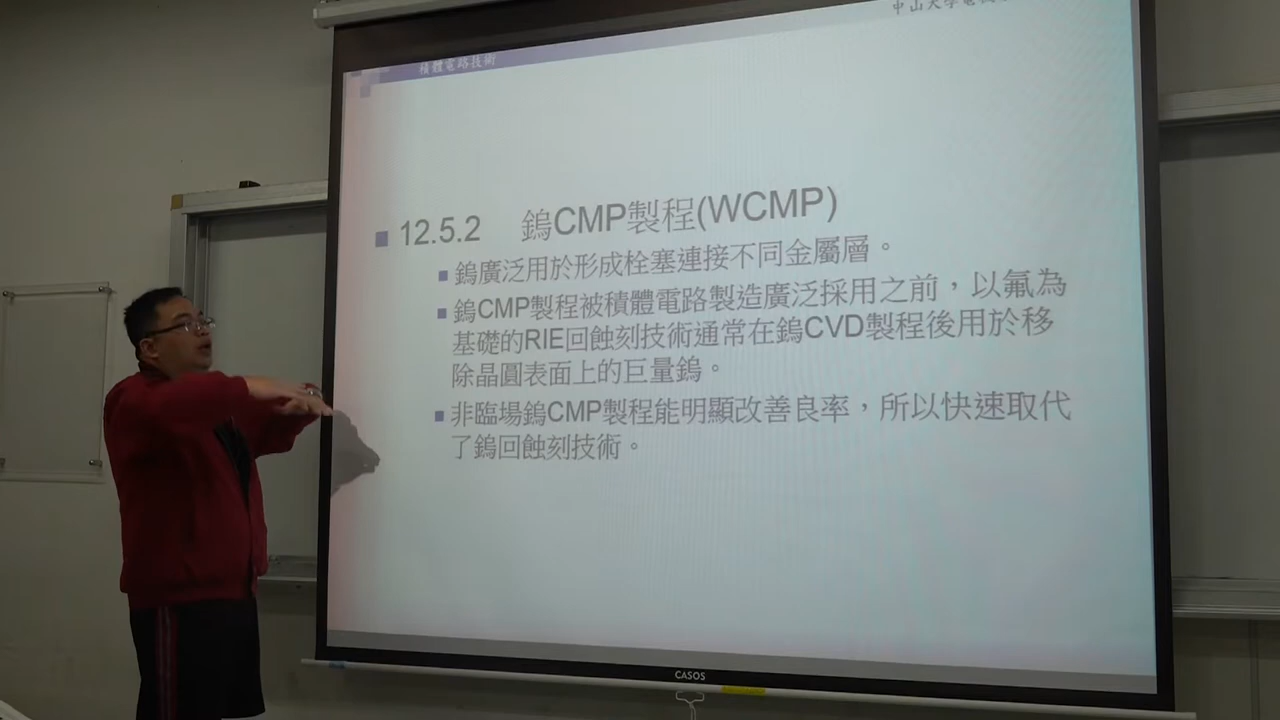 中山大學電機
積體電路技術
12.5.2 鎢CMP製程(WCMP)
鎢廣泛用於形成栓塞連接不同金屬層。
鎢CMP製程被積體電路製造廣泛採用之前，以氟為
基礎的RIE回蝕刻技術通常在鎢CVD製程後用於移
除晶圓表面上的巨量鎢。
非臨場鎢CMP製程能明顯改善良率，所以快速取代
了鎢回蝕刻技術。
CASOS